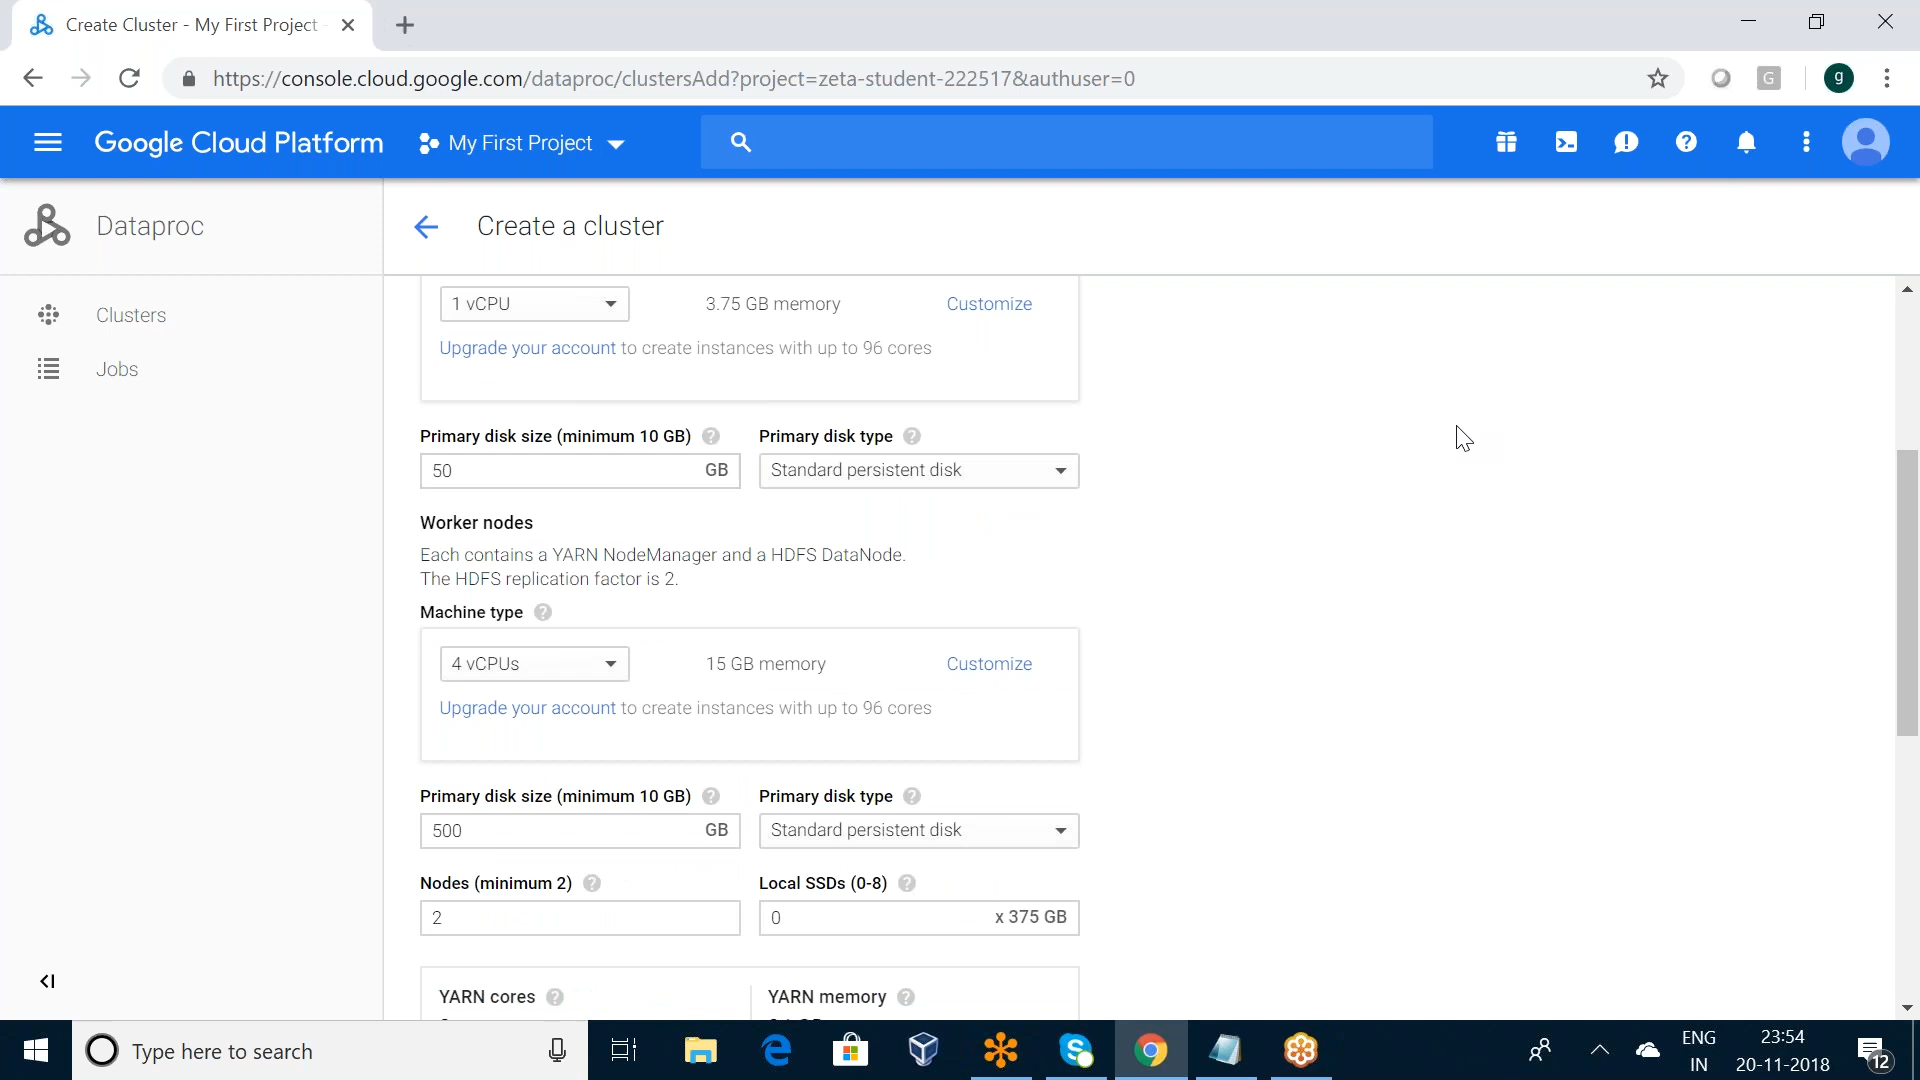 Create Cluster - My First Project
https://console.cloud.google.com/dataproc/clustersAdd?project=zeta-student-222517&authuser=0
G
g
Google Cloud Platform
My First Project
Dataproc
Create a cluster
Clusters
Jobs
1 vCPU
3.75 GB memory
Customize
Upgrade your account to create instances with up to 96 cores
Primary disk size (minimum 10 GB)
Primary disk type
50 GB
Standard persistent disk
Worker nodes
Each contains a YARN NodeManager and a HDFS DataNode.
The HDFS replication factor is 2.
Machine type
4 vCPUs
15 GB memory
Customize
Upgrade your account to create instances with up to 96 cores
Primary disk size (minimum 10 GB)
Primary disk type
500 GB
Standard persistent disk
Nodes (minimum 2)
Local SSDs (0-8)
2
0 x 375 GB
YARN cores
YARN memory
Type here to search
ENG
IN
23:54
20-11-2018
12